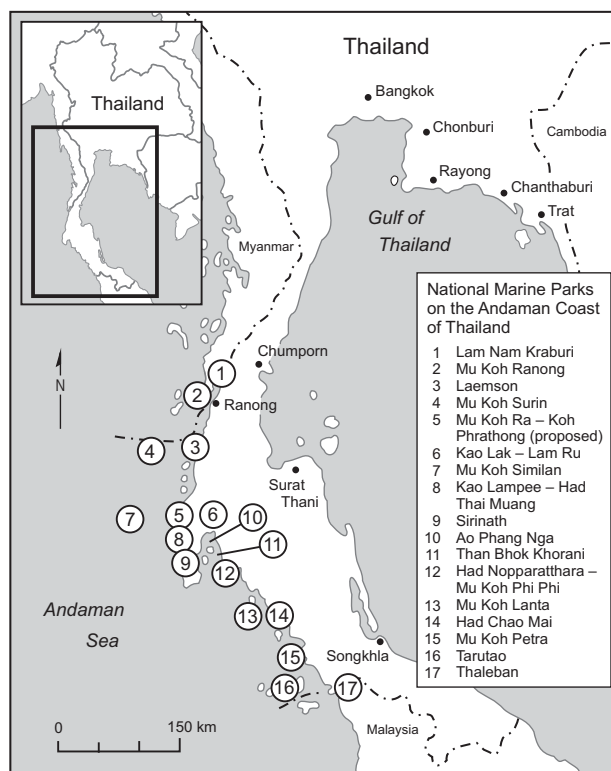 Thailand
Thailand
Bangkok
Chonburi
Cambodia
Rayong
Chanthaburi
Trat
Gulf of
Thailand
Myanmar
National Marine Parks
on the Andaman Coast
of Thailand
1 Lam Nam Kraburi
2 Mu Koh Ranong
3 Laemson
4 Mu Koh Surin
5 Mu Koh Ra – Koh
Phrathong (proposed)
6 Kao Lak – Lam Ru
7 Mu Koh Similan
8 Kao Lampee – Had
Thai Muang
9 Sirinath
10 Ao Phang Nga
11 Than Bhok Khorani
12 Had Nopparatthara –
Mu Koh Phi Phi
13 Mu Koh Lanta
14 Had Chao Mai
15 Mu Koh Petra
16 Tarutao
17 Thaleban
N
Chumporn
1
2
Ranong
3
4
Surat
Thani
5
6
7
8
9
10
11
12
13
14
15
16
17
Andaman
Sea
Songkhla
Malaysia
0 150 km